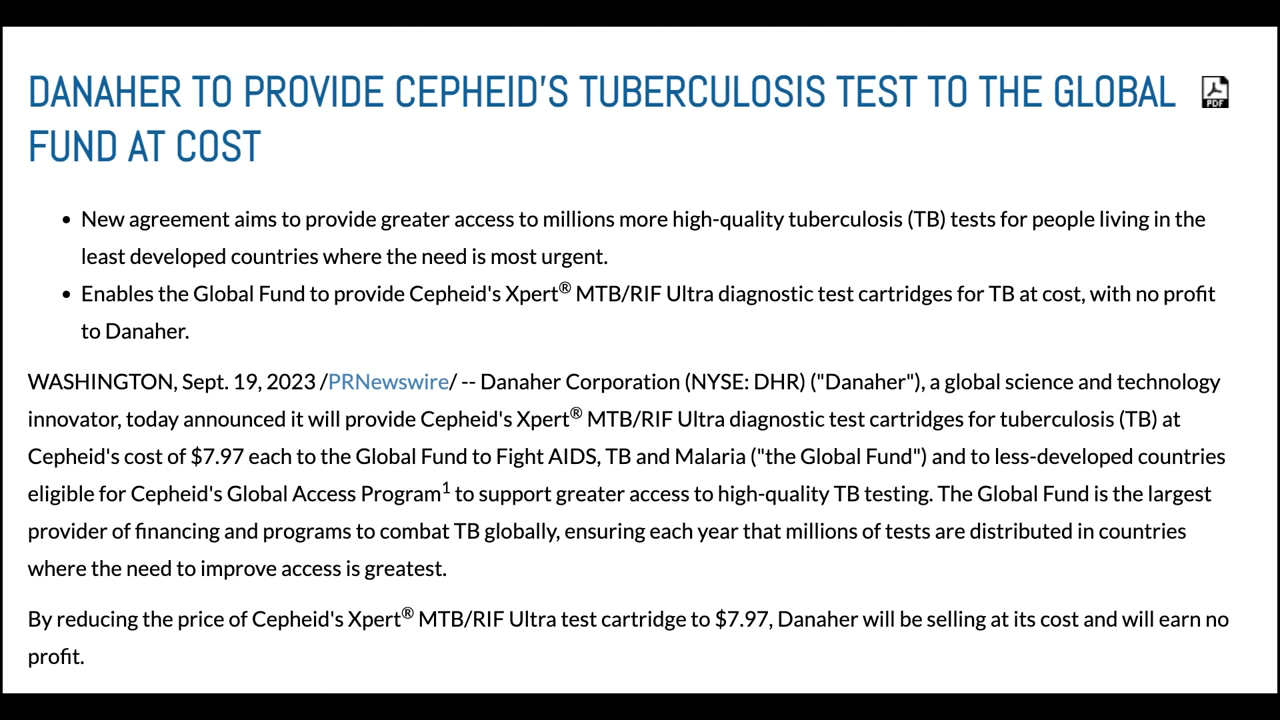 DANAHER TO PROVIDE CEPHEID'S TUBERCULOSIS TEST TO THE GLOBAL
PDF
FUND AT COST
• New agreement aims to provide greater access to millions more high-quality tuberculosis (TB) tests for people living in the
least developed countries where the need is most urgent.
• Enables the Global Fund to provide Cepheid's Xpert® MTB/RIF Ultra diagnostic test cartridges for TB at cost, with no profit
to Danaher.
WASHINGTON, Sept. 19, 2023 /PRNewswire/ -- Danaher Corporation (NYSE: DHR) ("Danaher"), a global science and technology
innovator, today announced it will provide Cepheid's Xpert® MTB/RIF Ultra diagnostic test cartridges for tuberculosis (TB) at
Cepheid's cost of $7.97 each to the Global Fund to Fight AIDS, TB and Malaria ("the Global Fund") and to less-developed countries
eligible for Cepheid's Global Access Program¹ to support greater access to high-quality TB testing. The Global Fund is the largest
provider of financing and programs to combat TB globally, ensuring each year that millions of tests are distributed in countries
where the need to improve access is greatest.
By reducing the price of Cepheid's Xpert® MTB/RIF Ultra test cartridge to $7.97, Danaher will be selling at its cost and will earn no
profit.